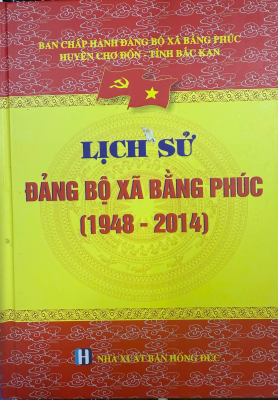 BAN CHẤP HÀNH ĐẢNG BỘ XÃ BẰNG PHÚC
HUYỆN CHỢ ĐỒN - TỈNH BẮC KẠN
LỊCH SỬ
ĐẢNG BỘ XÃ BẰNG PHÚC
(1948 - 2014)
NHÀ XUẤT BẢN HỒNG ĐỨC